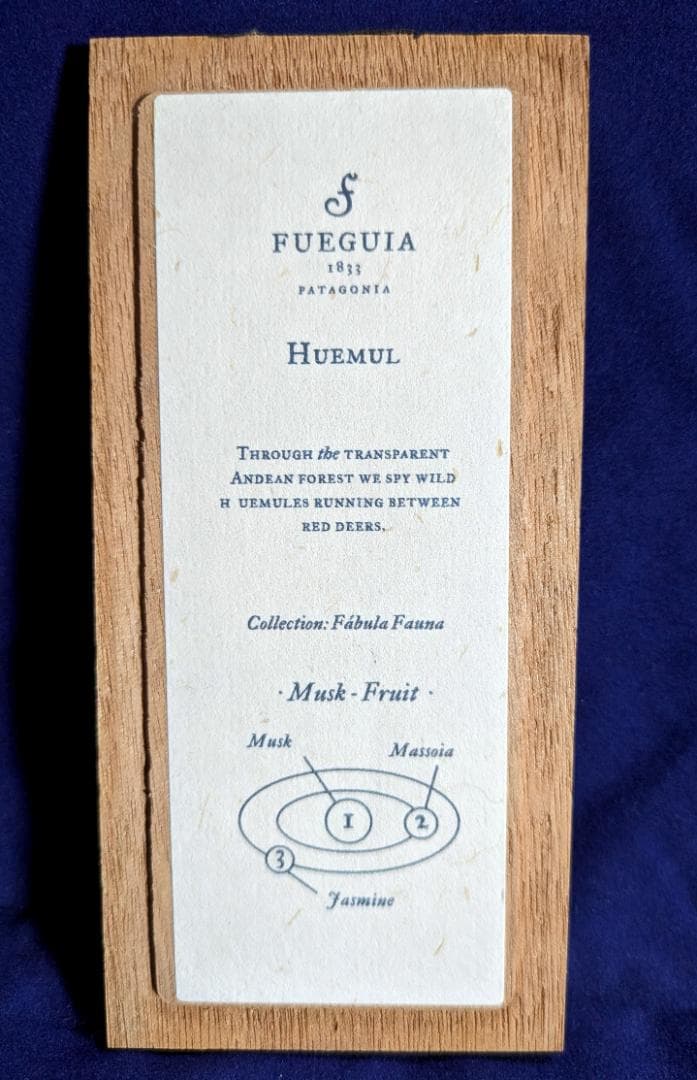 f
FUEGUIA
1833
PATAGONIA
HUEMUL
THROUGH the TRANSPARENT
ANDEAN FOREST WE SPY WILD
H UEMULES RUNNING BETWEEN
RED DEERS.
Collection: Fábula Fauna
· Musk - Fruit ·
Musk
Massoia
1
2
3
Jasmine